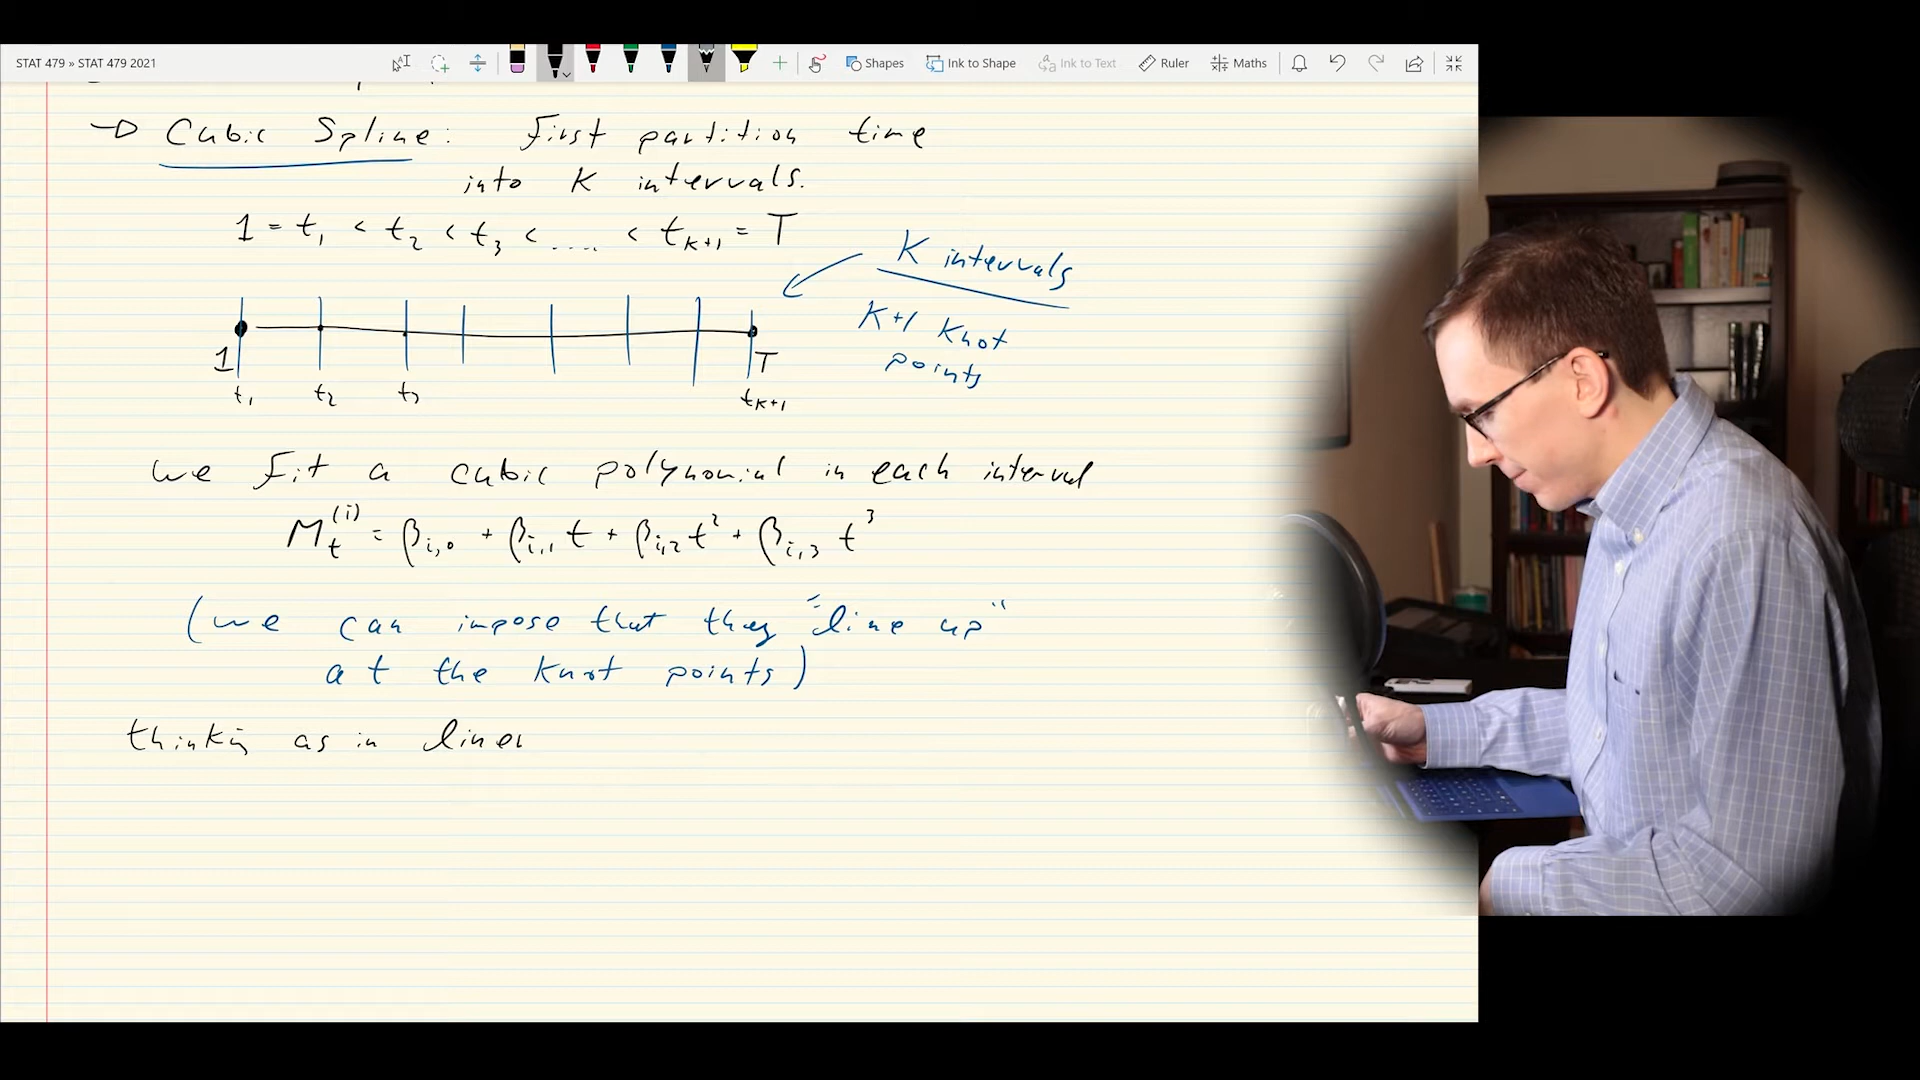 STAT 479 » STAT 479 2021
Shapes Ink to Shape Ink to Text Ruler Maths
Cubic Spline: First partition time
into K intervals.
1 = t₁ < t₂ < t₃ < .... < tₖ₊₁ = T
K intervals
K+1 Knot
points
1 T
t₁ t₂ t₃ tₖ₊₁
we fit a cubic polynomial in each interval
Mₜ⁽ⁱ⁾ = βᵢ,₀ + βᵢ,₁ t + βᵢ,₂ t² + βᵢ,₃ t³
(we can impose that they "line up"
at the knot points)
thinking as in linea